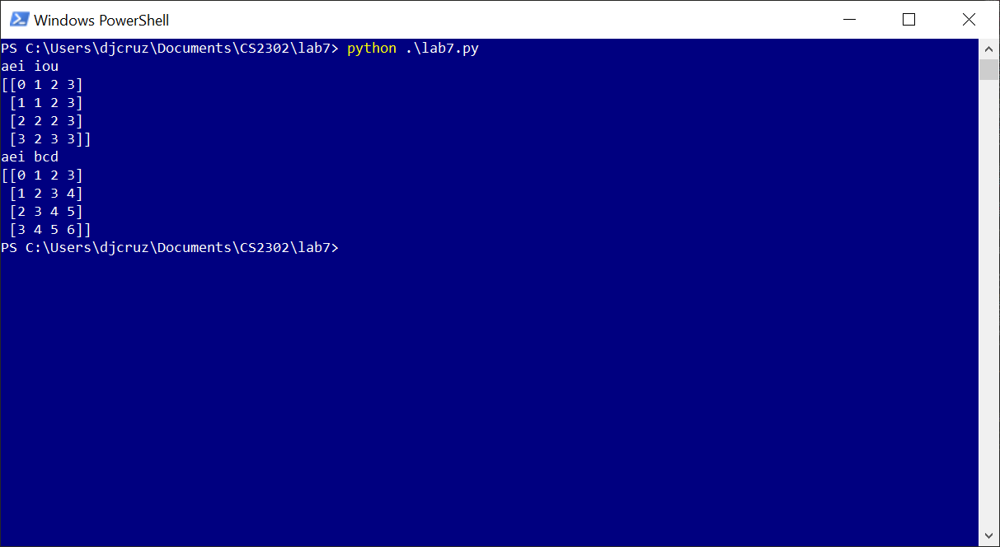 Windows PowerShell
PS C:\Users\djcruz\Documents\CS2302\lab7> python .\lab7.py
aei iou
[[0 1 2 3]
 [1 1 2 3]
 [2 2 2 3]
 [3 2 3 3]]
aei bcd
[[0 1 2 3]
 [1 2 3 4]
 [2 3 4 5]
 [3 4 5 6]]
PS C:\Users\djcruz\Documents\CS2302\lab7>